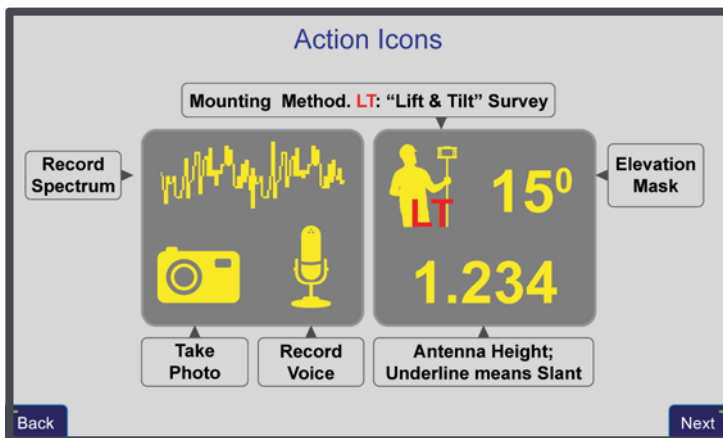 Action Icons
Mounting Method. LT: “Lift & Tilt” Survey
Record
Spectrum
LT
15⁰
Elevation
Mask
1.234
Take
Photo
Record
Voice
Antenna Height;
Underline means Slant
Back
Next